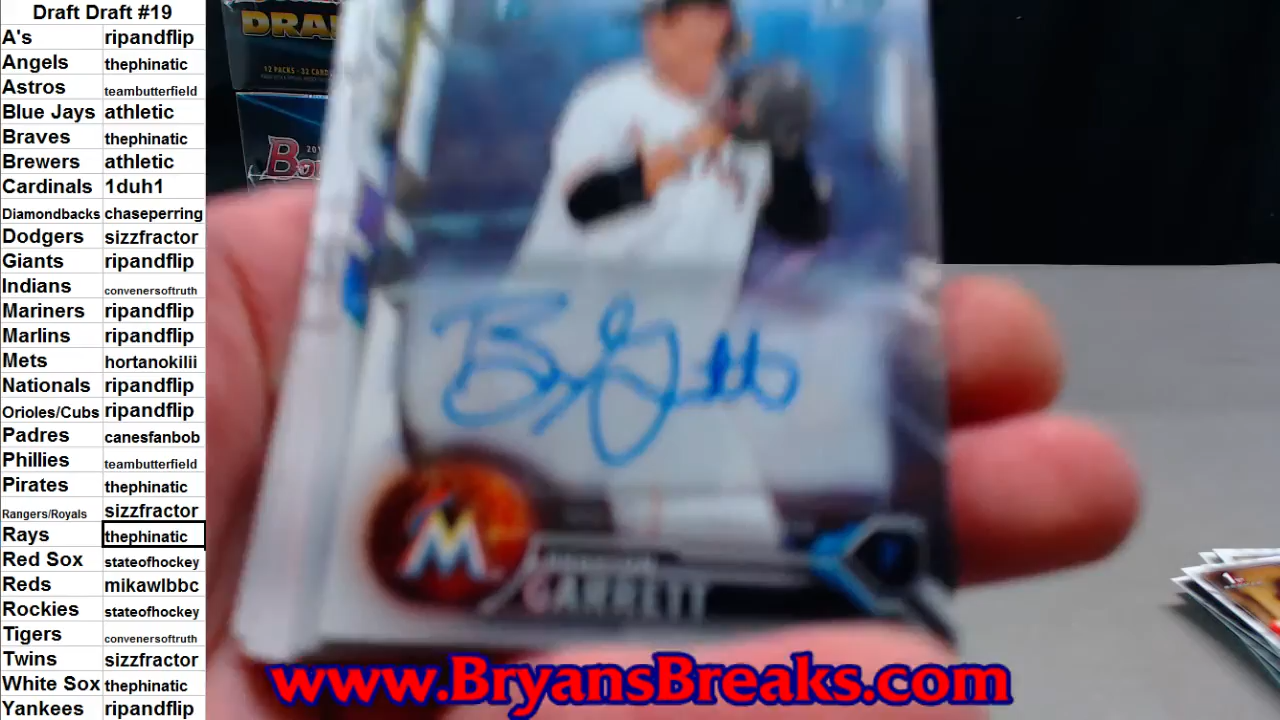 Draft Draft #19
A's ripandflip
Angels thephinatic
Astros teambutterfield
Blue Jays athletic
Braves thephinatic
Brewers athletic
Cardinals 1duh1
Diamondbacks chaseperring
Dodgers sizzfractor
Giants ripandflip
Indians convenersoftruth
Mariners ripandflip
Marlins ripandflip
Mets hortanokilii
Nationals ripandflip
Orioles/Cubs ripandflip
Padres canesfanbob
Phillies teambutterfield
Pirates thephinatic
Rangers/Royals sizzfractor
Rays thephinatic
Red Sox stateofhockey
Reds mikawlbbc
Rockies stateofhockey
Tigers convenersoftruth
Twins sizzfractor
White Sox thephinatic
Yankees ripandflip
M
GARRETT
www.BryansBreaks.com